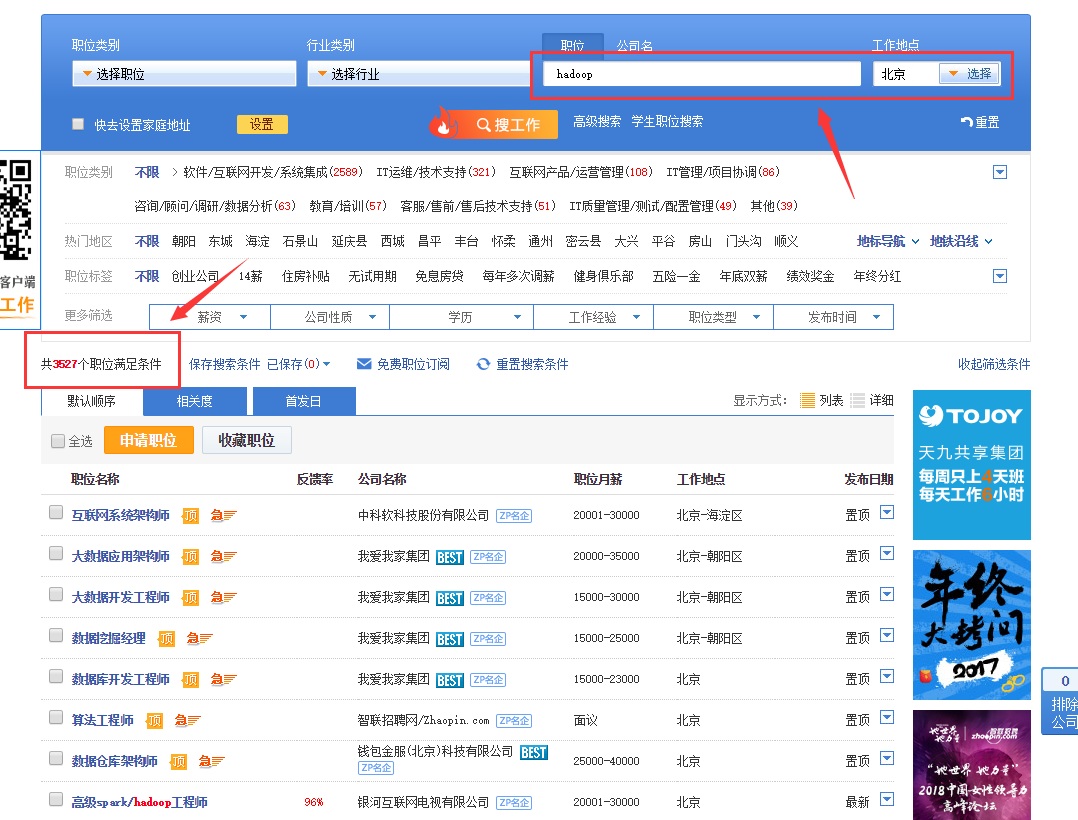 职位类别 行业类别 职位 公司名 工作地点
选择职位 选择行业 hadoop 北京 选择
快去设置家庭地址 设置 搜工作 高级搜索 学生职位搜索 重置
职位类别 不限 软件/互联网开发/系统集成(2589) IT运维/技术支持(321) 互联网产品/运营管理(108) IT管理/项目协调(86)
咨询/顾问/调研/数据分析(63) 教育/培训(57) 客服/售前/售后技术支持(51) IT质量管理/测试/配置管理(49) 其他(39)
热门地区 不限 朝阳 东城 海淀 石景山 延庆县 西城 昌平 丰台 怀柔 通州 密云县 大兴 平谷 房山 门头沟 顺义 地标导航 地铁沿线
职位标签 不限 创业公司 14薪 住房补贴 无试用期 免息房贷 每年多次调薪 健身俱乐部 五险一金 年底双薪 绩效奖金 年终分红
客户端
工作
更多筛选 薪资 公司性质 学历 工作经验 职位类型 发布时间
共3527个职位满足条件 保存搜索条件 已保存(0) 免费职位订阅 重置搜索条件 收起筛选条件
默认顺序 相关度 首发日 显示方式: 列表 详细
全选 申请职位 收藏职位
职位名称 反馈率 公司名称 职位月薪 工作地点 发布日期
互联网系统架构师 顶 急 中科软科技股份有限公司 ZP名企 20001-30000 北京-海淀区 置顶
大数据应用架构师 顶 急 我爱我家集团 BEST ZP名企 20000-35000 北京-朝阳区 置顶
大数据开发工程师 顶 急 我爱我家集团 BEST ZP名企 15000-30000 北京-朝阳区 置顶
数据挖掘经理 顶 急 我爱我家集团 BEST ZP名企 15000-25000 北京-朝阳区 置顶
数据库开发工程师 顶 急 我爱我家集团 BEST ZP名企 15000-23000 北京 置顶
算法工程师 顶 急 智联招聘网/Zhaopin.com ZP名企 面议 北京 置顶
数据仓库架构师 顶 急 钱包金服(北京)科技有限公司 BEST ZP名企 25000-40000 北京 置顶
高级spark/hadoop工程师 96% 银河互联网电视有限公司 ZP名企 20001-30000 北京 最新
TOJOY
天九共享集团
每周只上4天班
每天工作6小时
年终
大拷问
2017
0
排除
公司
她世界 她力量 智联招聘 zhaopin.com
“她世界 她力量”
2018中国女性领导力
高峰论坛